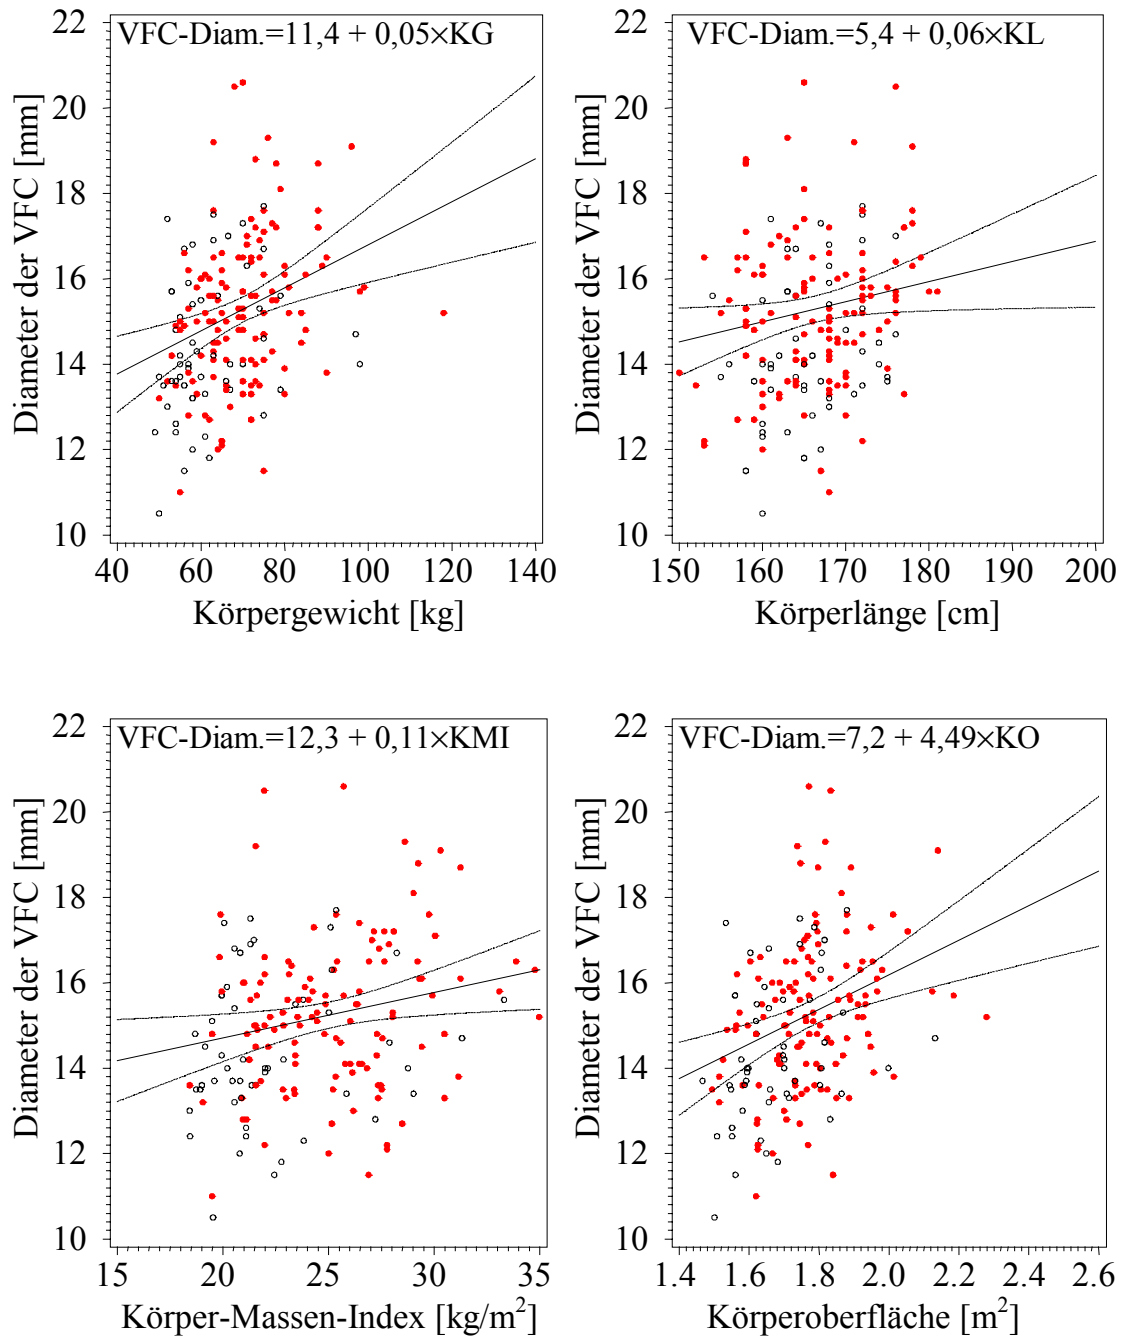 VFC-Diam.=11,4 + 0,05×KG
22
20
18
16
14
12
10
Diameter der VFC [mm]
40 60 80 100 120 140
Körpergewicht [kg]
VFC-Diam.=5,4 + 0,06×KL
22
20
18
16
14
12
10
Diameter der VFC [mm]
150 160 170 180 190 200
Körperlänge [cm]
VFC-Diam.=12,3 + 0,11×KMI
22
20
18
16
14
12
10
Diameter der VFC [mm]
15 20 25 30 35
Körper-Massen-Index [kg/m²]
VFC-Diam.=7,2 + 4,49×KO
22
20
18
16
14
12
10
Diameter der VFC [mm]
1.4 1.6 1.8 2.0 2.2 2.4 2.6
Körperoberfläche [m²]